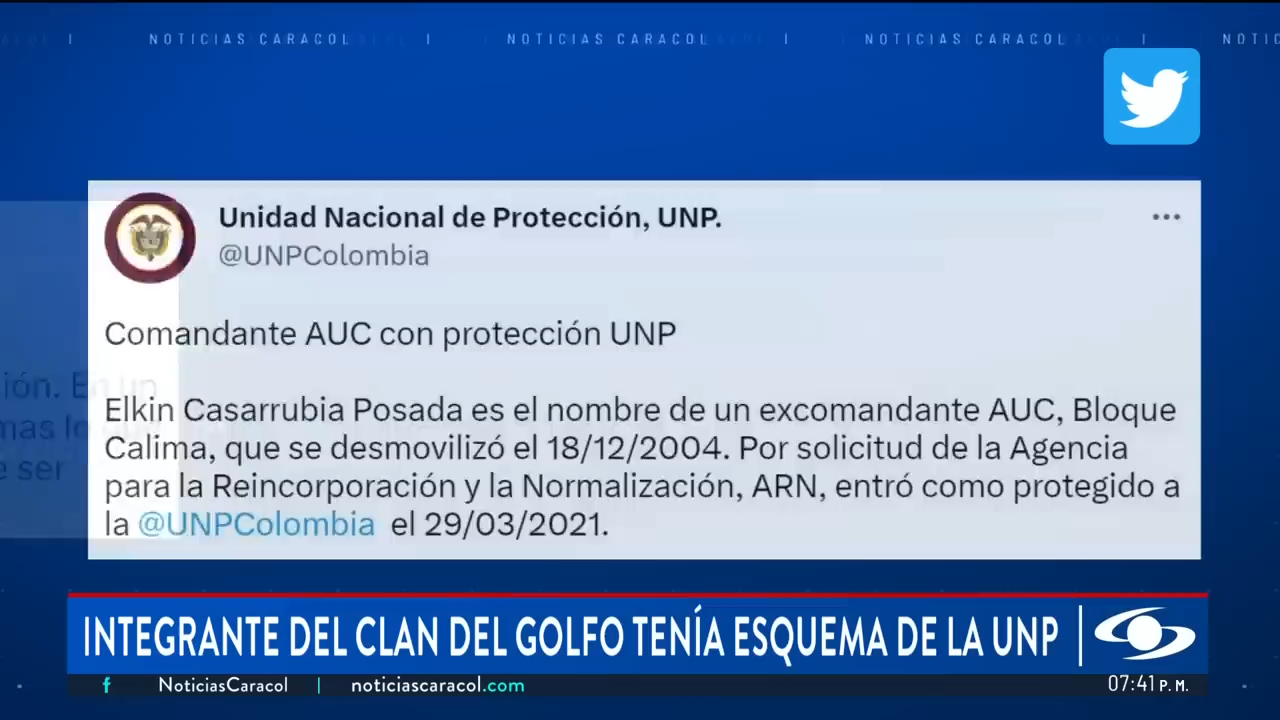 NOTICIAS CARACOL | NOTICIAS CARACOL | NOTICIAS CARACOL
Unidad Nacional de Protección, UNP.
@UNPColombia
Comandante AUC con protección UNP
Elkin Casarrubia Posada es el nombre de un excomandante AUC, Bloque
Calima, que se desmovilizó el 18/12/2004. Por solicitud de la Agencia
para la Reincorporación y la Normalización, ARN, entró como protegido a
la @UNPColombia el 29/03/2021.
INTEGRANTE DEL CLAN DEL GOLFO TENÍA ESQUEMA DE LA UNP
NoticiasCaracol | noticiascaracol.com
07:41 P.M.